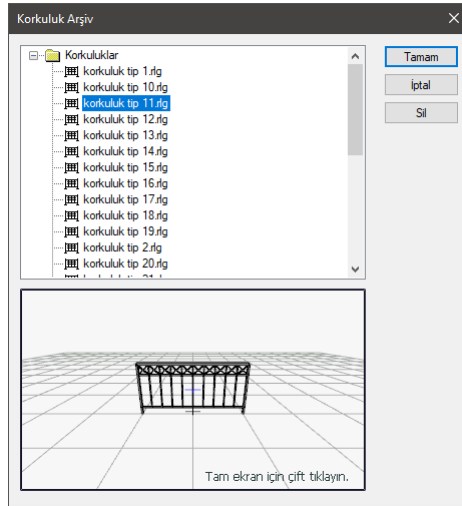 Korkuluk Arşiv
Korkuluklar
korkuluk tip 1.rlg
korkuluk tip 10.rlg
korkuluk tip 11.rlg
korkuluk tip 12.rlg
korkuluk tip 13.rlg
korkuluk tip 14.rlg
korkuluk tip 15.rlg
korkuluk tip 16.rlg
korkuluk tip 17.rlg
korkuluk tip 18.rlg
korkuluk tip 19.rlg
korkuluk tip 2.rlg
korkuluk tip 20.rlg
Tamam
İptal
Sil
Tam ekran için çift tıklayın.